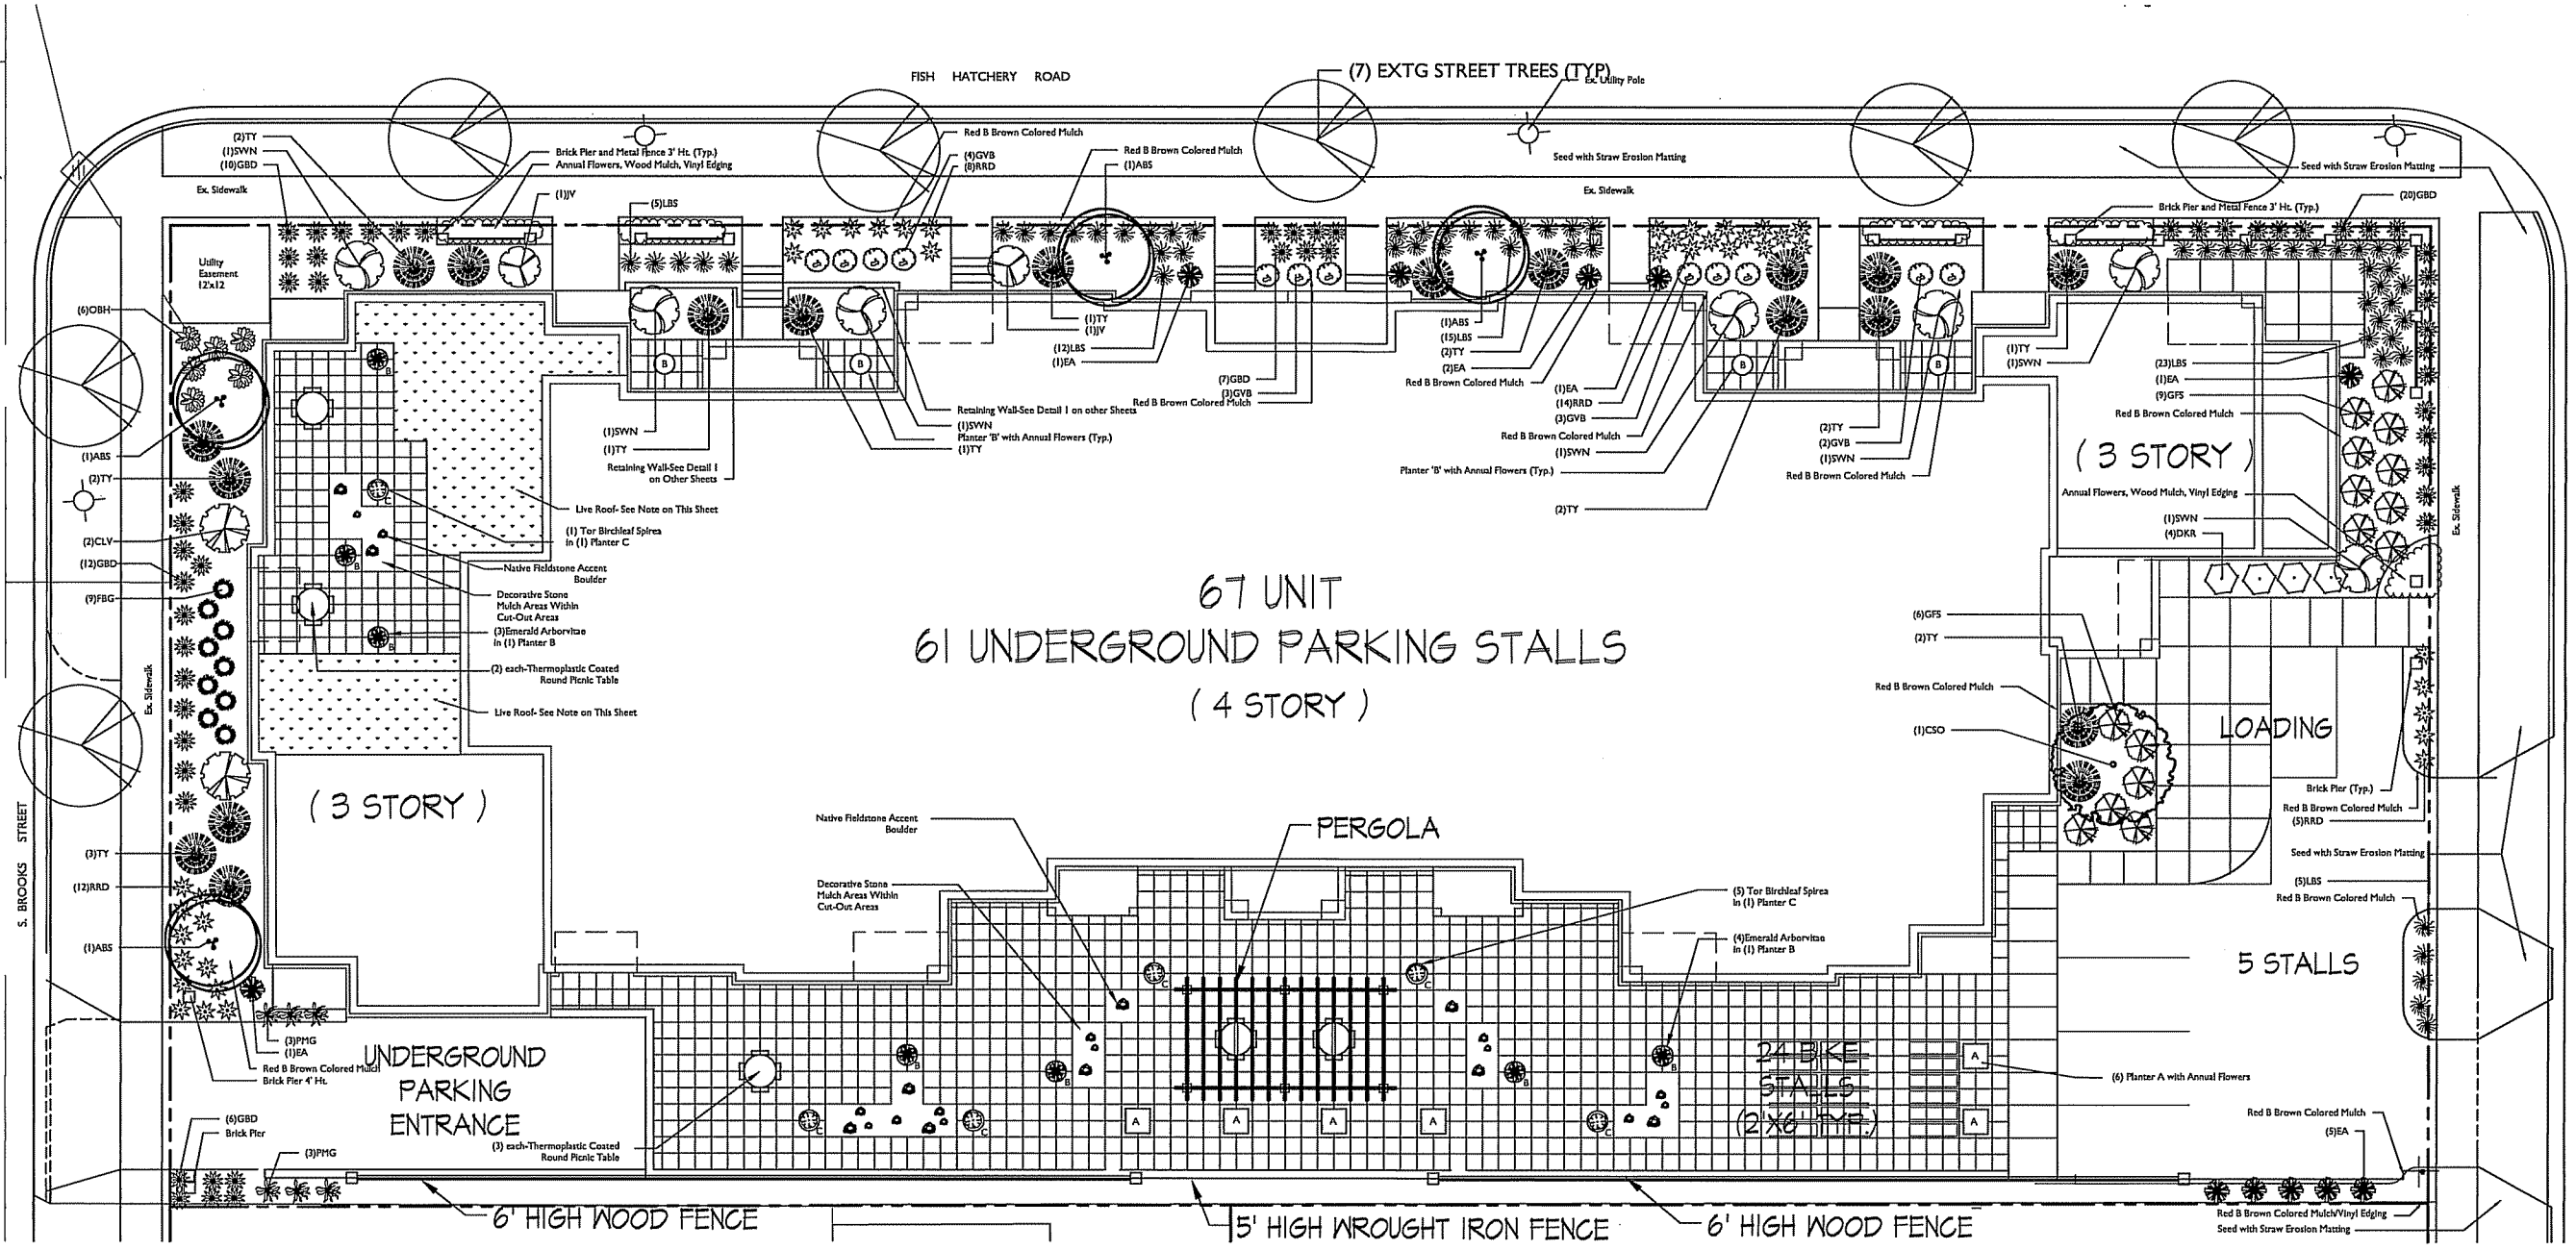 FISH HATCHERY ROAD
(7) EXTG STREET TREES (TYP)
Ex. Utility Pole
(2)TY
(1)SWN
(10)GBD
Ex. Sidewalk
Brick Pier and Metal Fence 3' Ht. (Typ.)
Annual Flowers, Wood Mulch, Vinyl Edging
(1)JV
(5)LBS
Red B Brown Colored Mulch
(4)GVB
(8)RRD
Red B Brown Colored Mulch
(1)ABS
Seed with Straw Erosion Matting
Ex. Sidewalk
Seed with Straw Erosion Matting
(20)GBD
Brick Pier and Metal Fence 3' Ht. (Typ.)
Utility
Easement
12'x12'
(6)OBH
(1)ABS
(2)TY
(2)CLV
(12)GBD
(9)FBG
Ex. Sidewalk
S. BROOKS STREET
(3)TY
(12)RRD
(1)ABS
B
B
B
C
(1)SWN
(1)TY
Retaining Wall-See Detail 1
on Other Sheets
B
B
Retaining Wall-See Detail 1 on other Sheets
(1)SWN
Planter 'B' with Annual Flowers (Typ.)
(1)TY
(1)TY
(1)JV
(12)LBS
(1)EA
(7)GBD
(3)GVB
Red B Brown Colored Mulch
(1)ABS
(15)LBS
(2)TY
(2)EA
Red B Brown Colored Mulch
(1)EA
(14)RRD
(3)GVB
Red B Brown Colored Mulch
(1)SWN
Planter 'B' with Annual Flowers (Typ.)
(2)TY
B
B
(2)TY
(2)GVB
(1)SWN
Red B Brown Colored Mulch
(1)TY
(1)SWN
(3 STORY)
(23)LBS
(1)EA
(9)GFS
Red B Brown Colored Mulch
Annual Flowers, Wood Mulch, Vinyl Edging
(1)SWN
(4)DKR
Ex. Sidewalk
Live Roof- See Note on This Sheet
(1) Tor Birchleaf Spirea
in (1) Planter C
Native Fieldstone Accent
Boulder
Decorative Stone
Mulch Areas Within
Cut-Out Areas
(3)Emerald Arborvitae
in (1) Planter B
(2) each-Thermoplastic Coated
Round Picnic Table
Live Roof- See Note on This Sheet
(3 STORY)
67 UNIT
61 UNDERGROUND PARKING STALLS
(4 STORY)
(6)GFS
(2)TY
Red B Brown Colored Mulch
(1)CSO
LOADING
Brick Pier (Typ.)
Red B Brown Colored Mulch
(5)RRD
Seed with Straw Erosion Matting
(5)LBS
Red B Brown Colored Mulch
5 STALLS
Native Fieldstone Accent
Boulder
PERGOLA
Decorative Stone
Mulch Areas Within
Cut-Out Areas
(5) Tor Birchleaf Spirea
in (1) Planter C
(4)Emerald Arborvitae
in (1) Planter B
C
C
B
B
B
B
C
C
C
A
A
A
A
A
A
24 BIKE
STALLS
(2'X6' TYP.)
(6) Planter A with Annual Flowers
(3)PMG
(1)EA
Red B Brown Colored Mulch
Brick Pier 4' Ht.
UNDERGROUND
PARKING
ENTRANCE
(6)GBD
Brick Pier
(3)PMG
(3) each-Thermoplastic Coated
Round Picnic Table
Red B Brown Colored Mulch
(5)EA
6' HIGH WOOD FENCE
5' HIGH WROUGHT IRON FENCE
6' HIGH WOOD FENCE
Red B Brown Colored Mulch/Vinyl Edging
Seed with Straw Erosion Matting